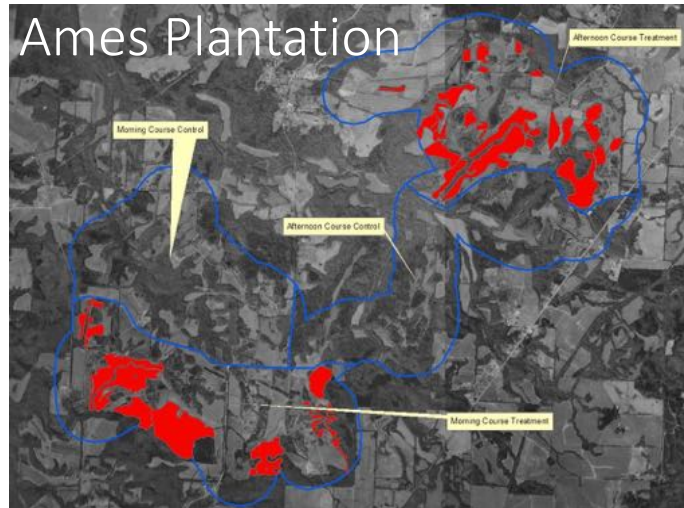 Ames Plantation
Afternoon Course Treatment
Morning Course Control
Afternoon Course Control
Morning Course Treatment